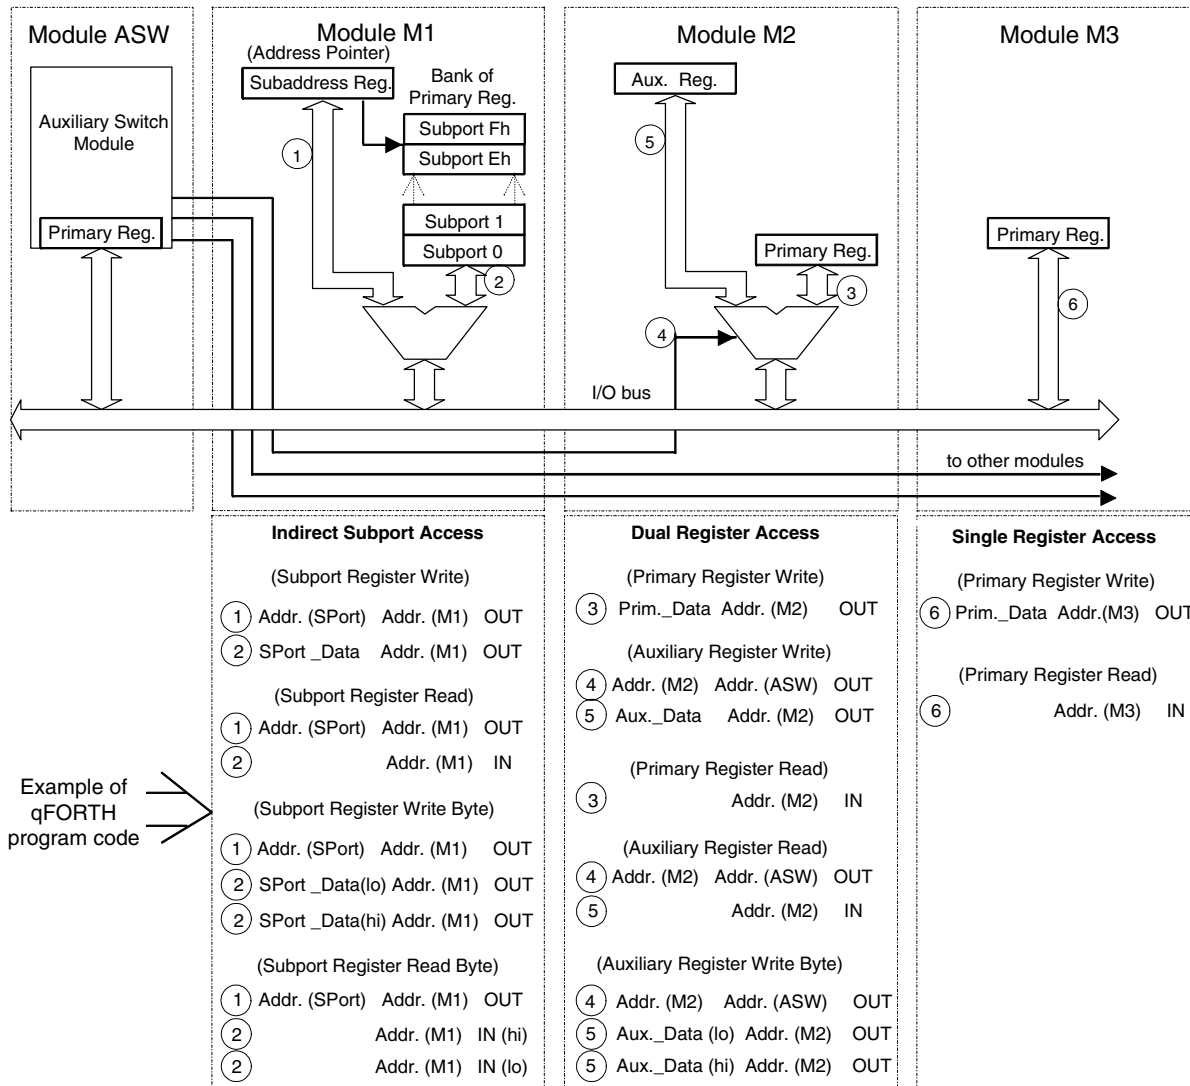 Module ASW
Auxiliary Switch
Module
Primary Reg.
Module M1
(Address Pointer)
Subaddress Reg.
Bank of
Primary Reg.
Subport Fh
Subport Eh
Subport 1
Subport 0
1
2
Module M2
Aux. Reg.
5
Primary Reg.
3
4
I/O bus
Module M3
Primary Reg.
6
to other modules
Example of
qFORTH
program code
Indirect Subport Access
(Subport Register Write)
1 Addr. (SPort) Addr. (M1) OUT
2 SPort _Data Addr. (M1) OUT
(Subport Register Read)
1 Addr. (SPort) Addr. (M1) OUT
2 Addr. (M1) IN
(Subport Register Write Byte)
1 Addr. (SPort) Addr. (M1) OUT
2 SPort _Data(lo) Addr. (M1) OUT
2 SPort _Data(hi) Addr. (M1) OUT
(Subport Register Read Byte)
1 Addr. (SPort) Addr. (M1) OUT
2 Addr. (M1) IN (hi)
2 Addr. (M1) IN (lo)
Dual Register Access
(Primary Register Write)
3 Prim._Data Addr. (M2) OUT
(Auxiliary Register Write)
4 Addr. (M2) Addr. (ASW) OUT
5 Aux._Data Addr. (M2) OUT
(Primary Register Read)
3 Addr. (M2) IN
(Auxiliary Register Read)
4 Addr. (M2) Addr. (ASW) OUT
5 Addr. (M2) IN
(Auxiliary Register Write Byte)
4 Addr. (M2) Addr. (ASW) OUT
5 Aux._Data (lo) Addr. (M2) OUT
5 Aux._Data (hi) Addr. (M2) OUT
Single Register Access
(Primary Register Write)
6 Prim._Data Addr.(M3) OUT
(Primary Register Read)
6 Addr. (M3) IN